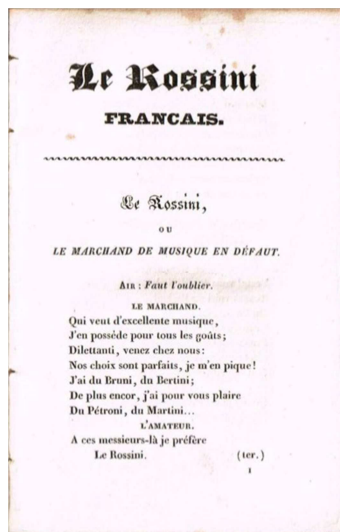 Le Rossini
FRANCAIS.
Le Rossini,
OU
LE MARCHAND DE MUSIQUE EN DÉFAUT.
AIR : Faut l'oublier.
LE MARCHAND.
Qui veut d'excellente musique,
J'en possède pour tous les goûts ;
Dilettanti, venez chez nous :
Nos choix sont parfaits, je m'en pique !
J'ai du Bruni, du Bertini ;
De plus encor, j'ai pour vous plaire
Du Pétroni, du Martini...
L'AMATEUR.
A ces messieurs-là je préfère
Le Rossini. (ter.)
1